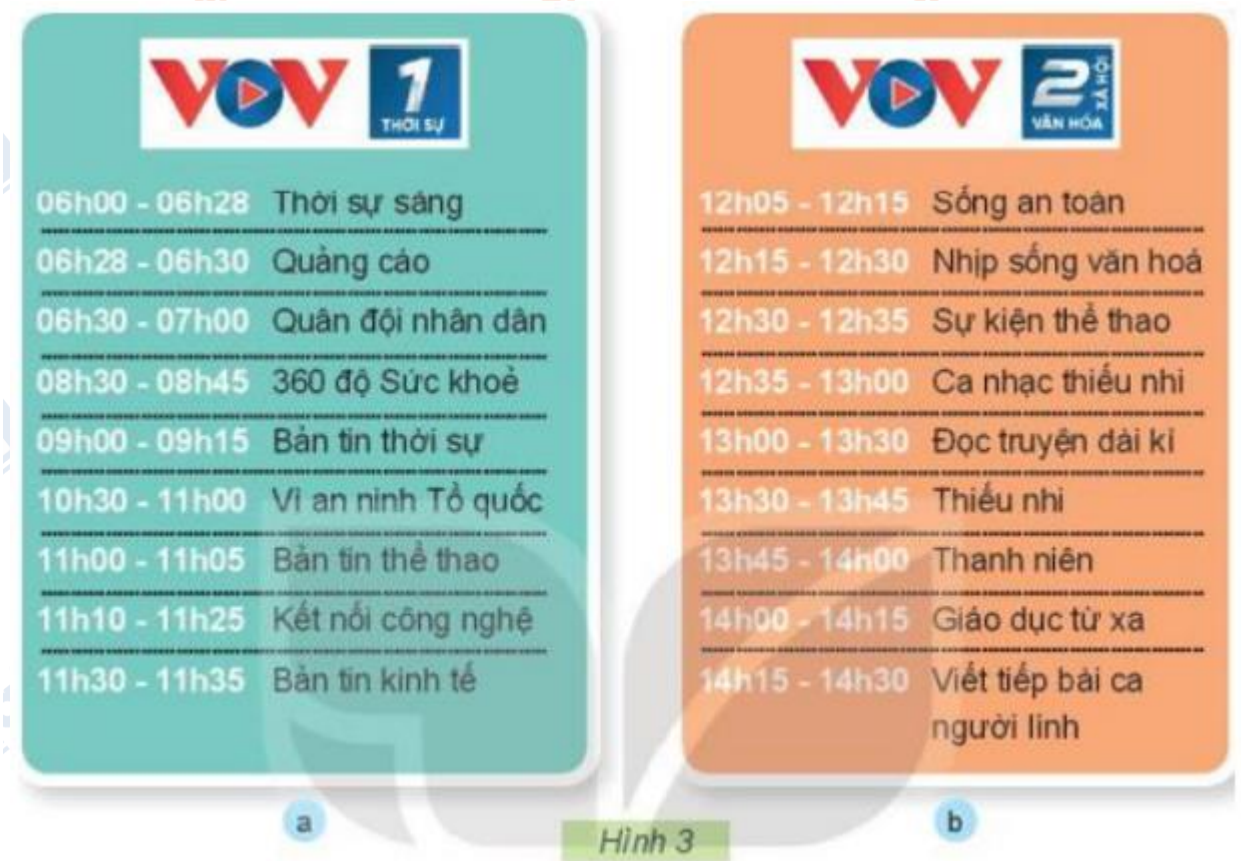 VOV 1
THỜI SỰ
06h00 - 06h28 Thời sự sáng
06h28 - 06h30 Quảng cáo
06h30 - 07h00 Quân đội nhân dân
08h30 - 08h45 360 độ Sức khoẻ
09h00 - 09h15 Bản tin thời sự
10h30 - 11h00 Vì an ninh Tổ quốc
11h00 - 11h05 Bản tin thể thao
11h10 - 11h25 Kết nối công nghệ
11h30 - 11h35 Bản tin kinh tế
a
VOV 2
VĂN HÓA
XÃ HỘI
12h05 - 12h15 Sống an toàn
12h15 - 12h30 Nhịp sống văn hoá
12h30 - 12h35 Sự kiện thể thao
12h35 - 13h00 Ca nhạc thiếu nhi
13h00 - 13h30 Đọc truyện dài kì
13h30 - 13h45 Thiếu nhi
13h45 - 14h00 Thanh niên
14h00 - 14h15 Giáo dục từ xa
14h15 - 14h30 Viết tiếp bài ca
người lính
b
Hình 3